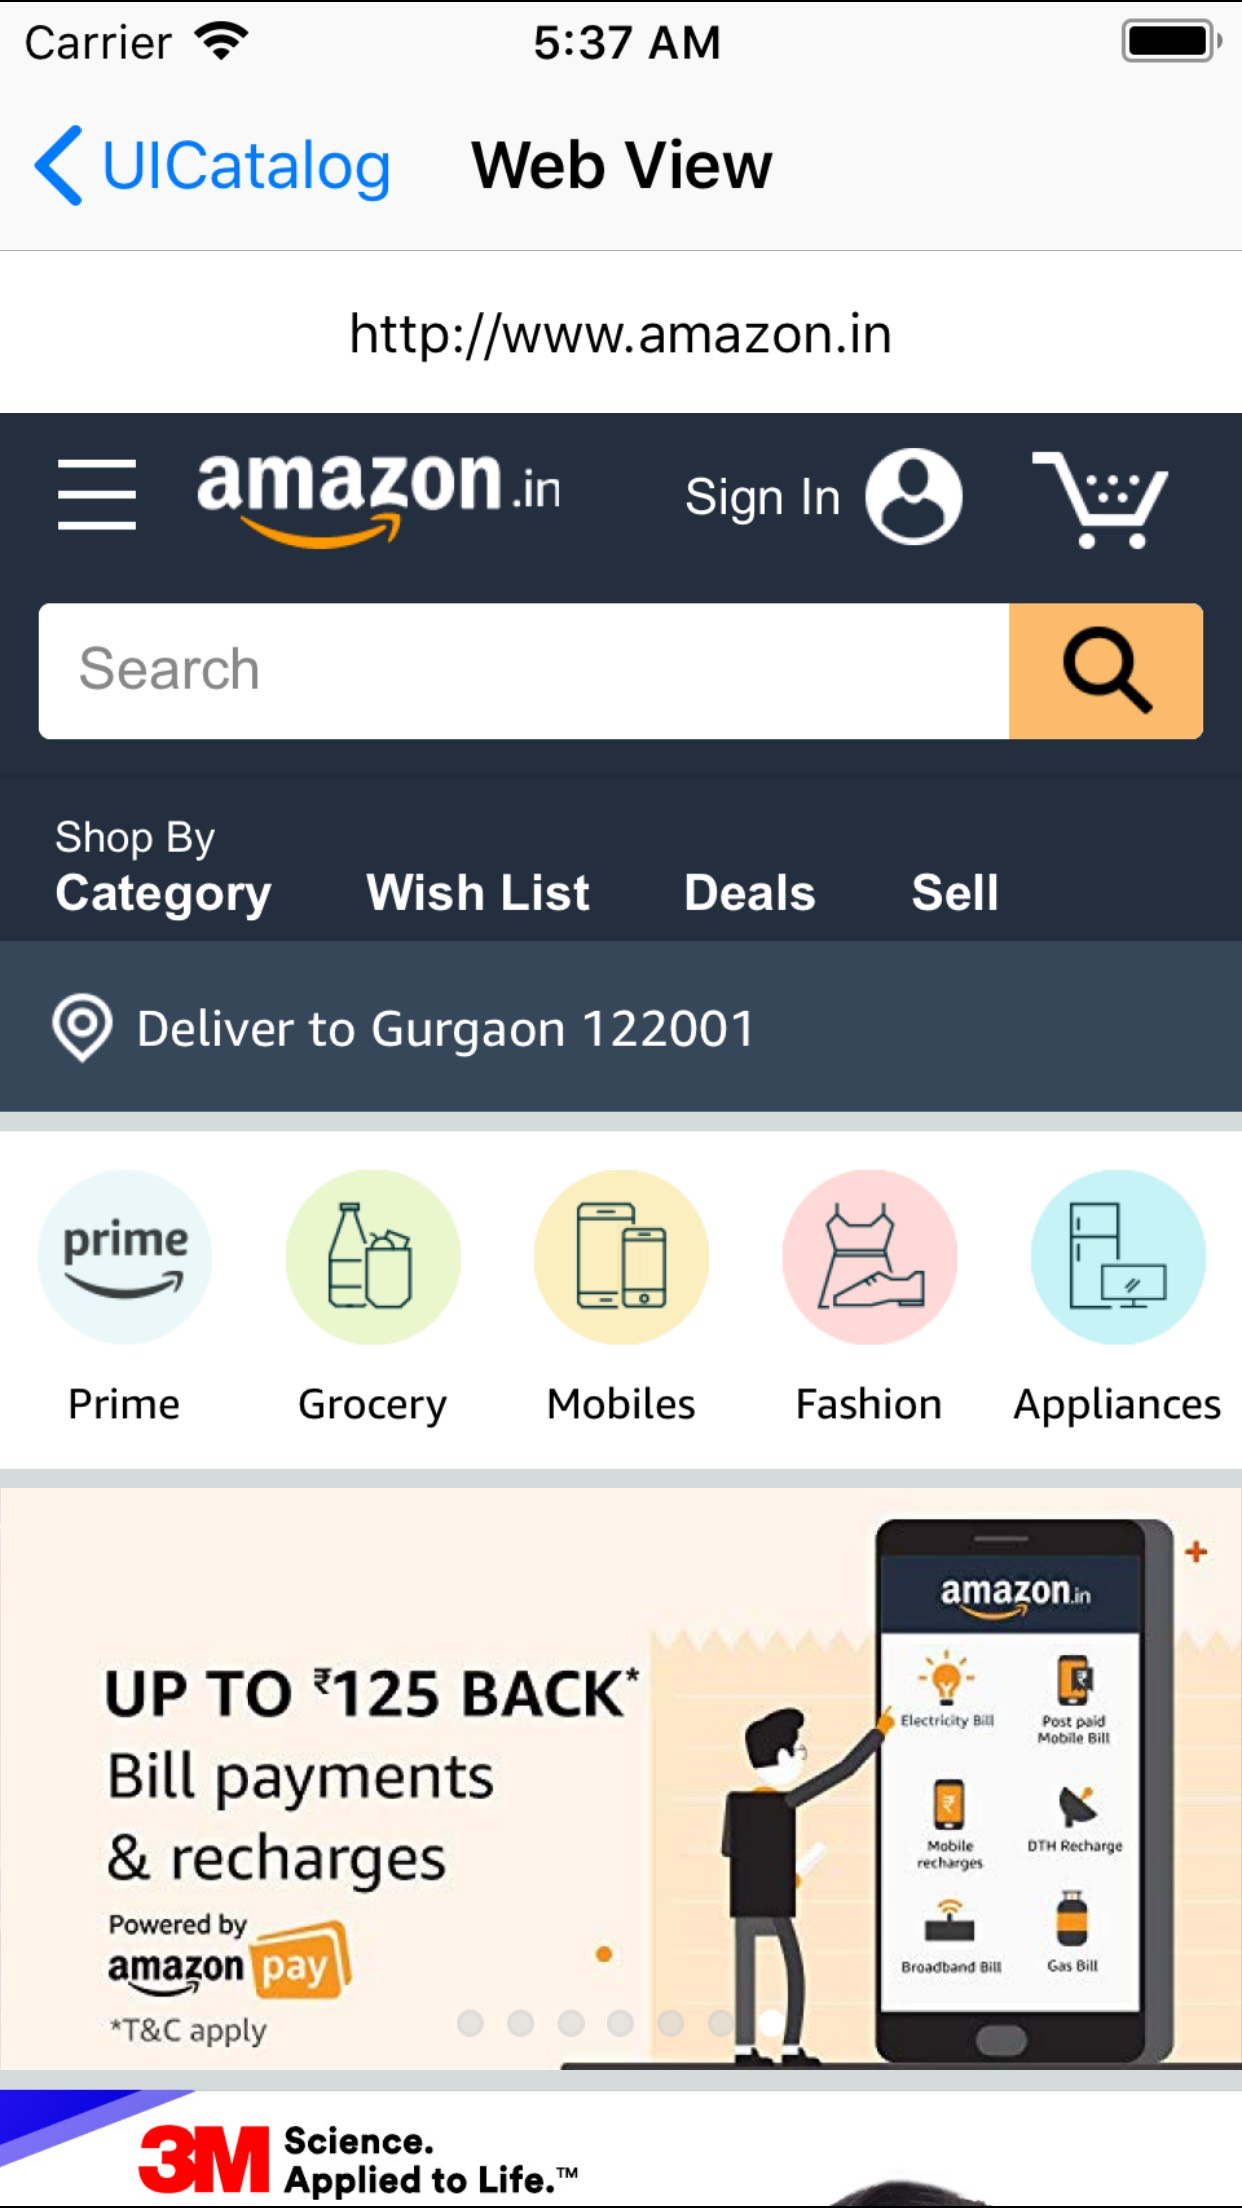 Carrier 5:37 AM
UICatalog Web View
http://www.amazon.in
amazon.in Sign In
Search
Shop By
Category Wish List Deals Sell
Deliver to Gurgaon 122001
prime
Prime Grocery Mobiles Fashion Appliances
UP TO ₹125 BACK*
Bill payments
& recharges
Powered by
amazon pay
*T&C apply
amazon.in
Electricity Bill
Post paid
Mobile Bill
Mobile
recharges
DTH Recharge
Broadband Bill
Gas Bill
3M Science.
Applied to Life.™